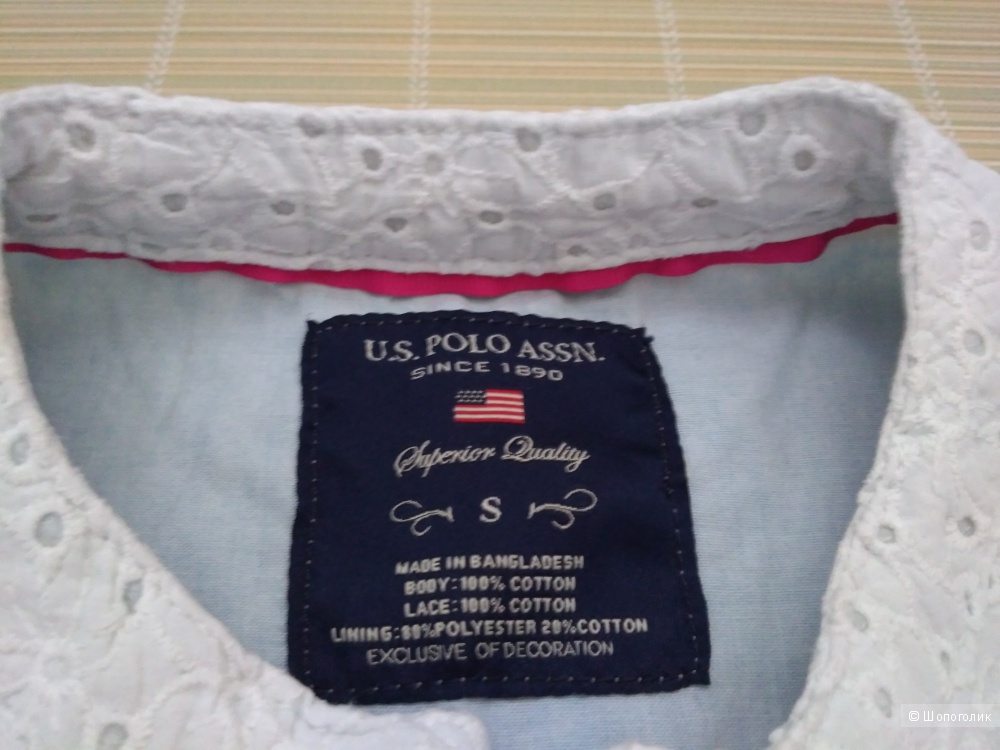 U.S. POLO ASSN.
SINCE 1890
Superior Quality
S
MADE IN BANGLADESH
BODY:100% COTTON
LACE:100% COTTON
LINING:80%POLYESTER 20%COTTON
EXCLUSIVE OF DECORATION
© Шопоголик